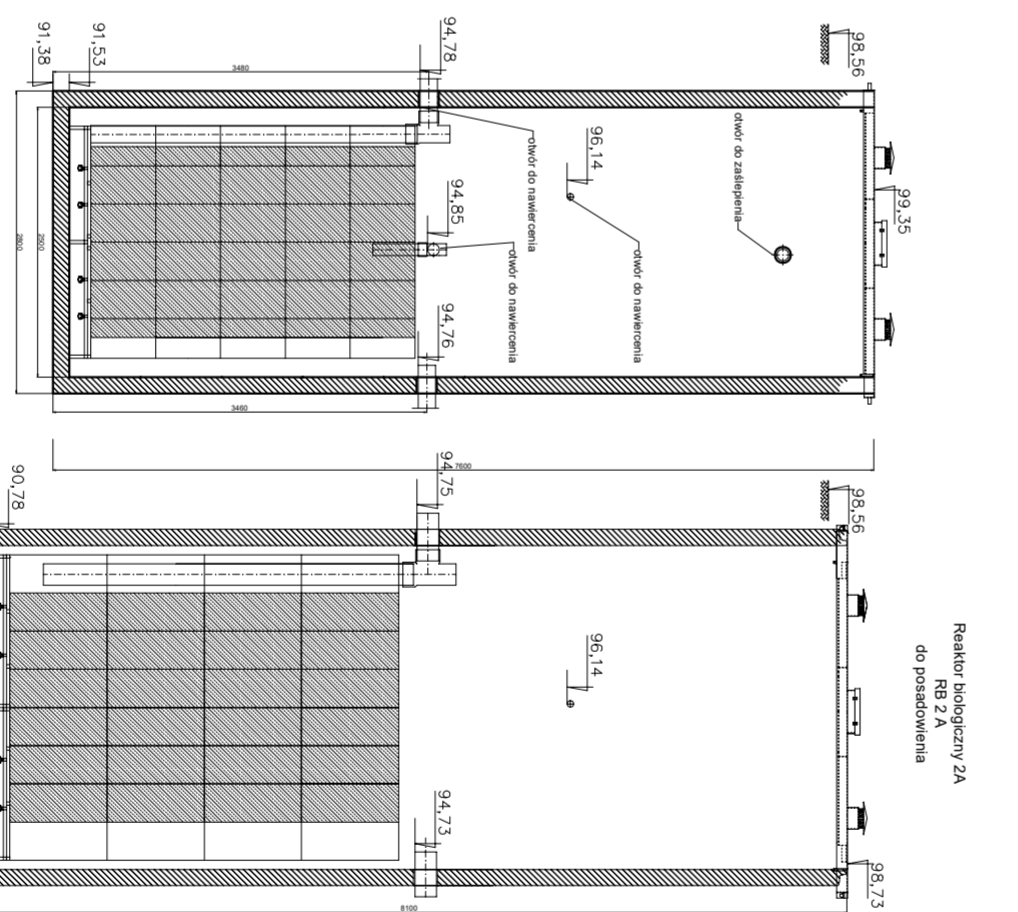 98,56
94,78
91,53
91,38
3480
otwór do nawiercenia
96,14
otwór do zaślepienia
99,35
94,85
otwór do nawiercenia
otwór do nawiercenia
94,76
2800
2500
3460
7600
98,56
94,75
90,78
96,14
94,73
98,73
8100
Reaktor biologiczny 2A
RB 2 A
do posadowienia